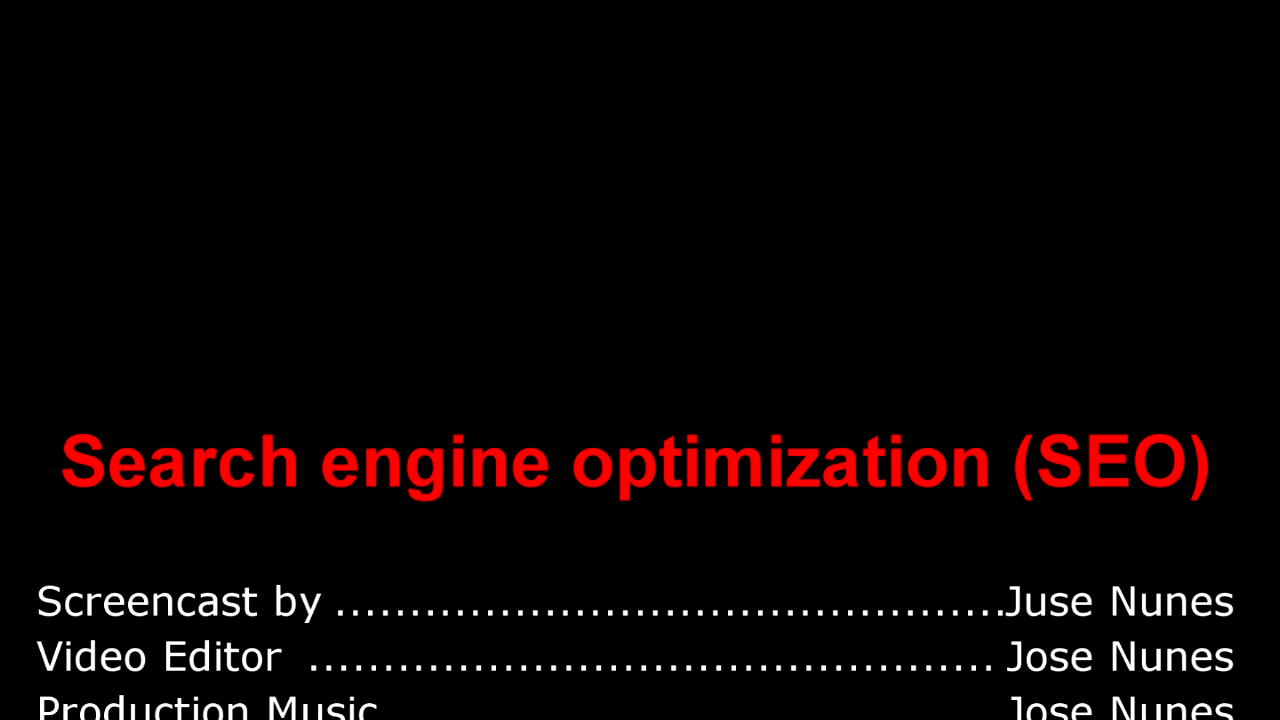 Search engine optimization (SEO)
Screencast by .............................................Juse Nunes
Video Editor .............................................. Jose Nunes
Production Music Jose Nunes